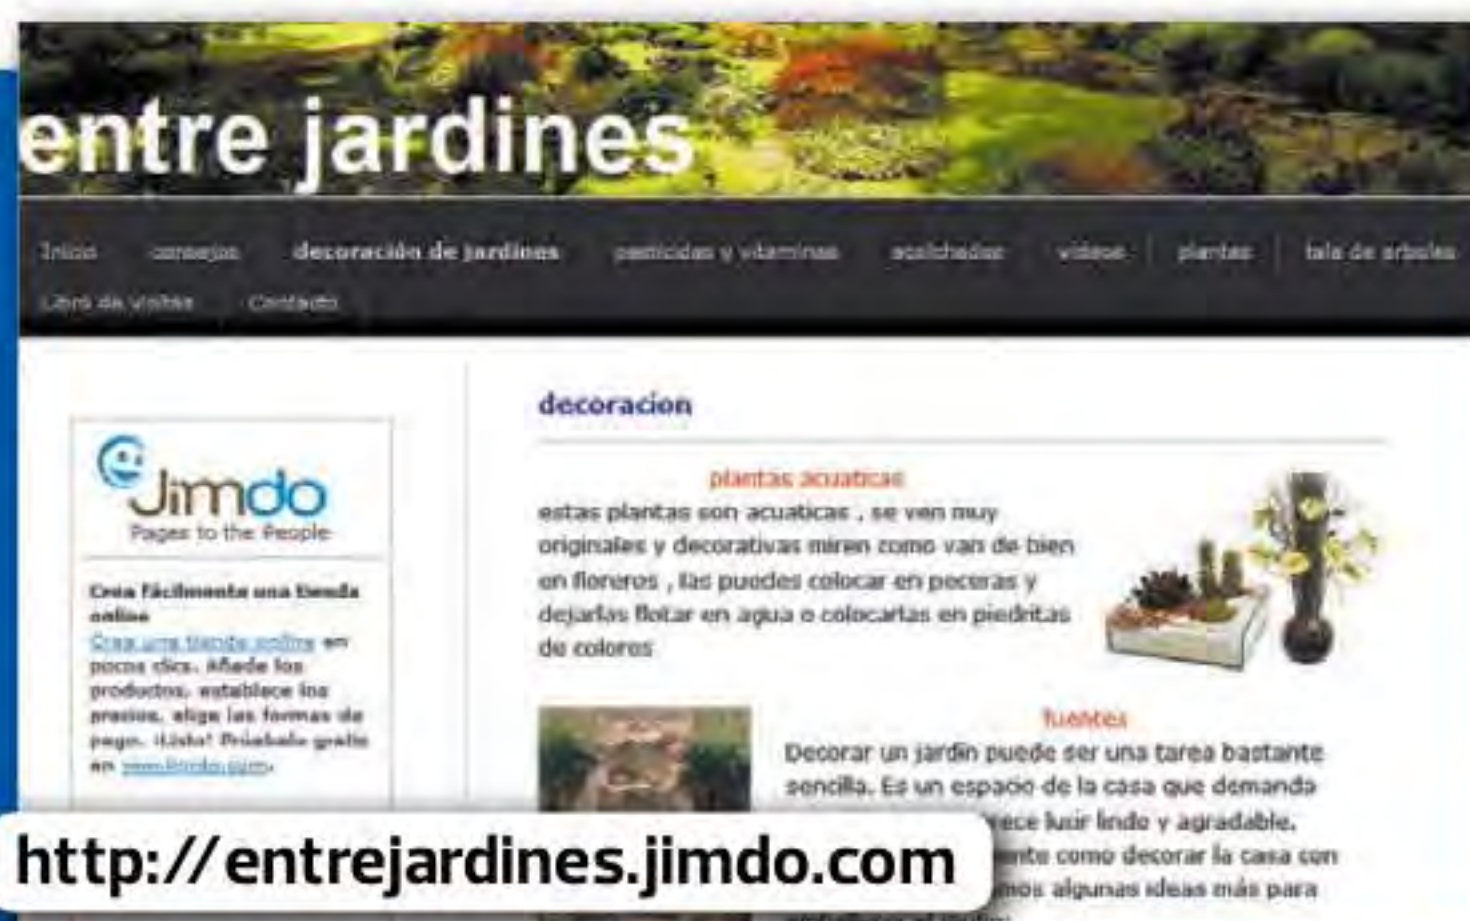 entre jardines
Inicio consejos decoración de jardines pesticidas y vitaminas acolchados videos plantas tala de arboles
Libro de visitas Contacto
Jimdo
Pages to the People
Crea fácilmente una tienda
online
Crea una tienda online en
pocos clics. Añade los
productos, establece los
precios, elige las formas de
pago. ¡Listo! Pruébalo gratis
en www.jimdo.com.
decoracion
plantas acuaticas
estas plantas son acuaticas , se ven muy
originales y decorativas miren como van de bien
en floreros , las puedes colocar en peceras y
dejarlas flotar en agua o colocarlas en piedritas
de colores
fuentes
Decorar un jardín puede ser una tarea bastante
sencilla. Es un espacio de la casa que demanda
lucir lindo y agradable.
como decorar la casa con
algunas ideas más para
http://entrejardines.jimdo.com